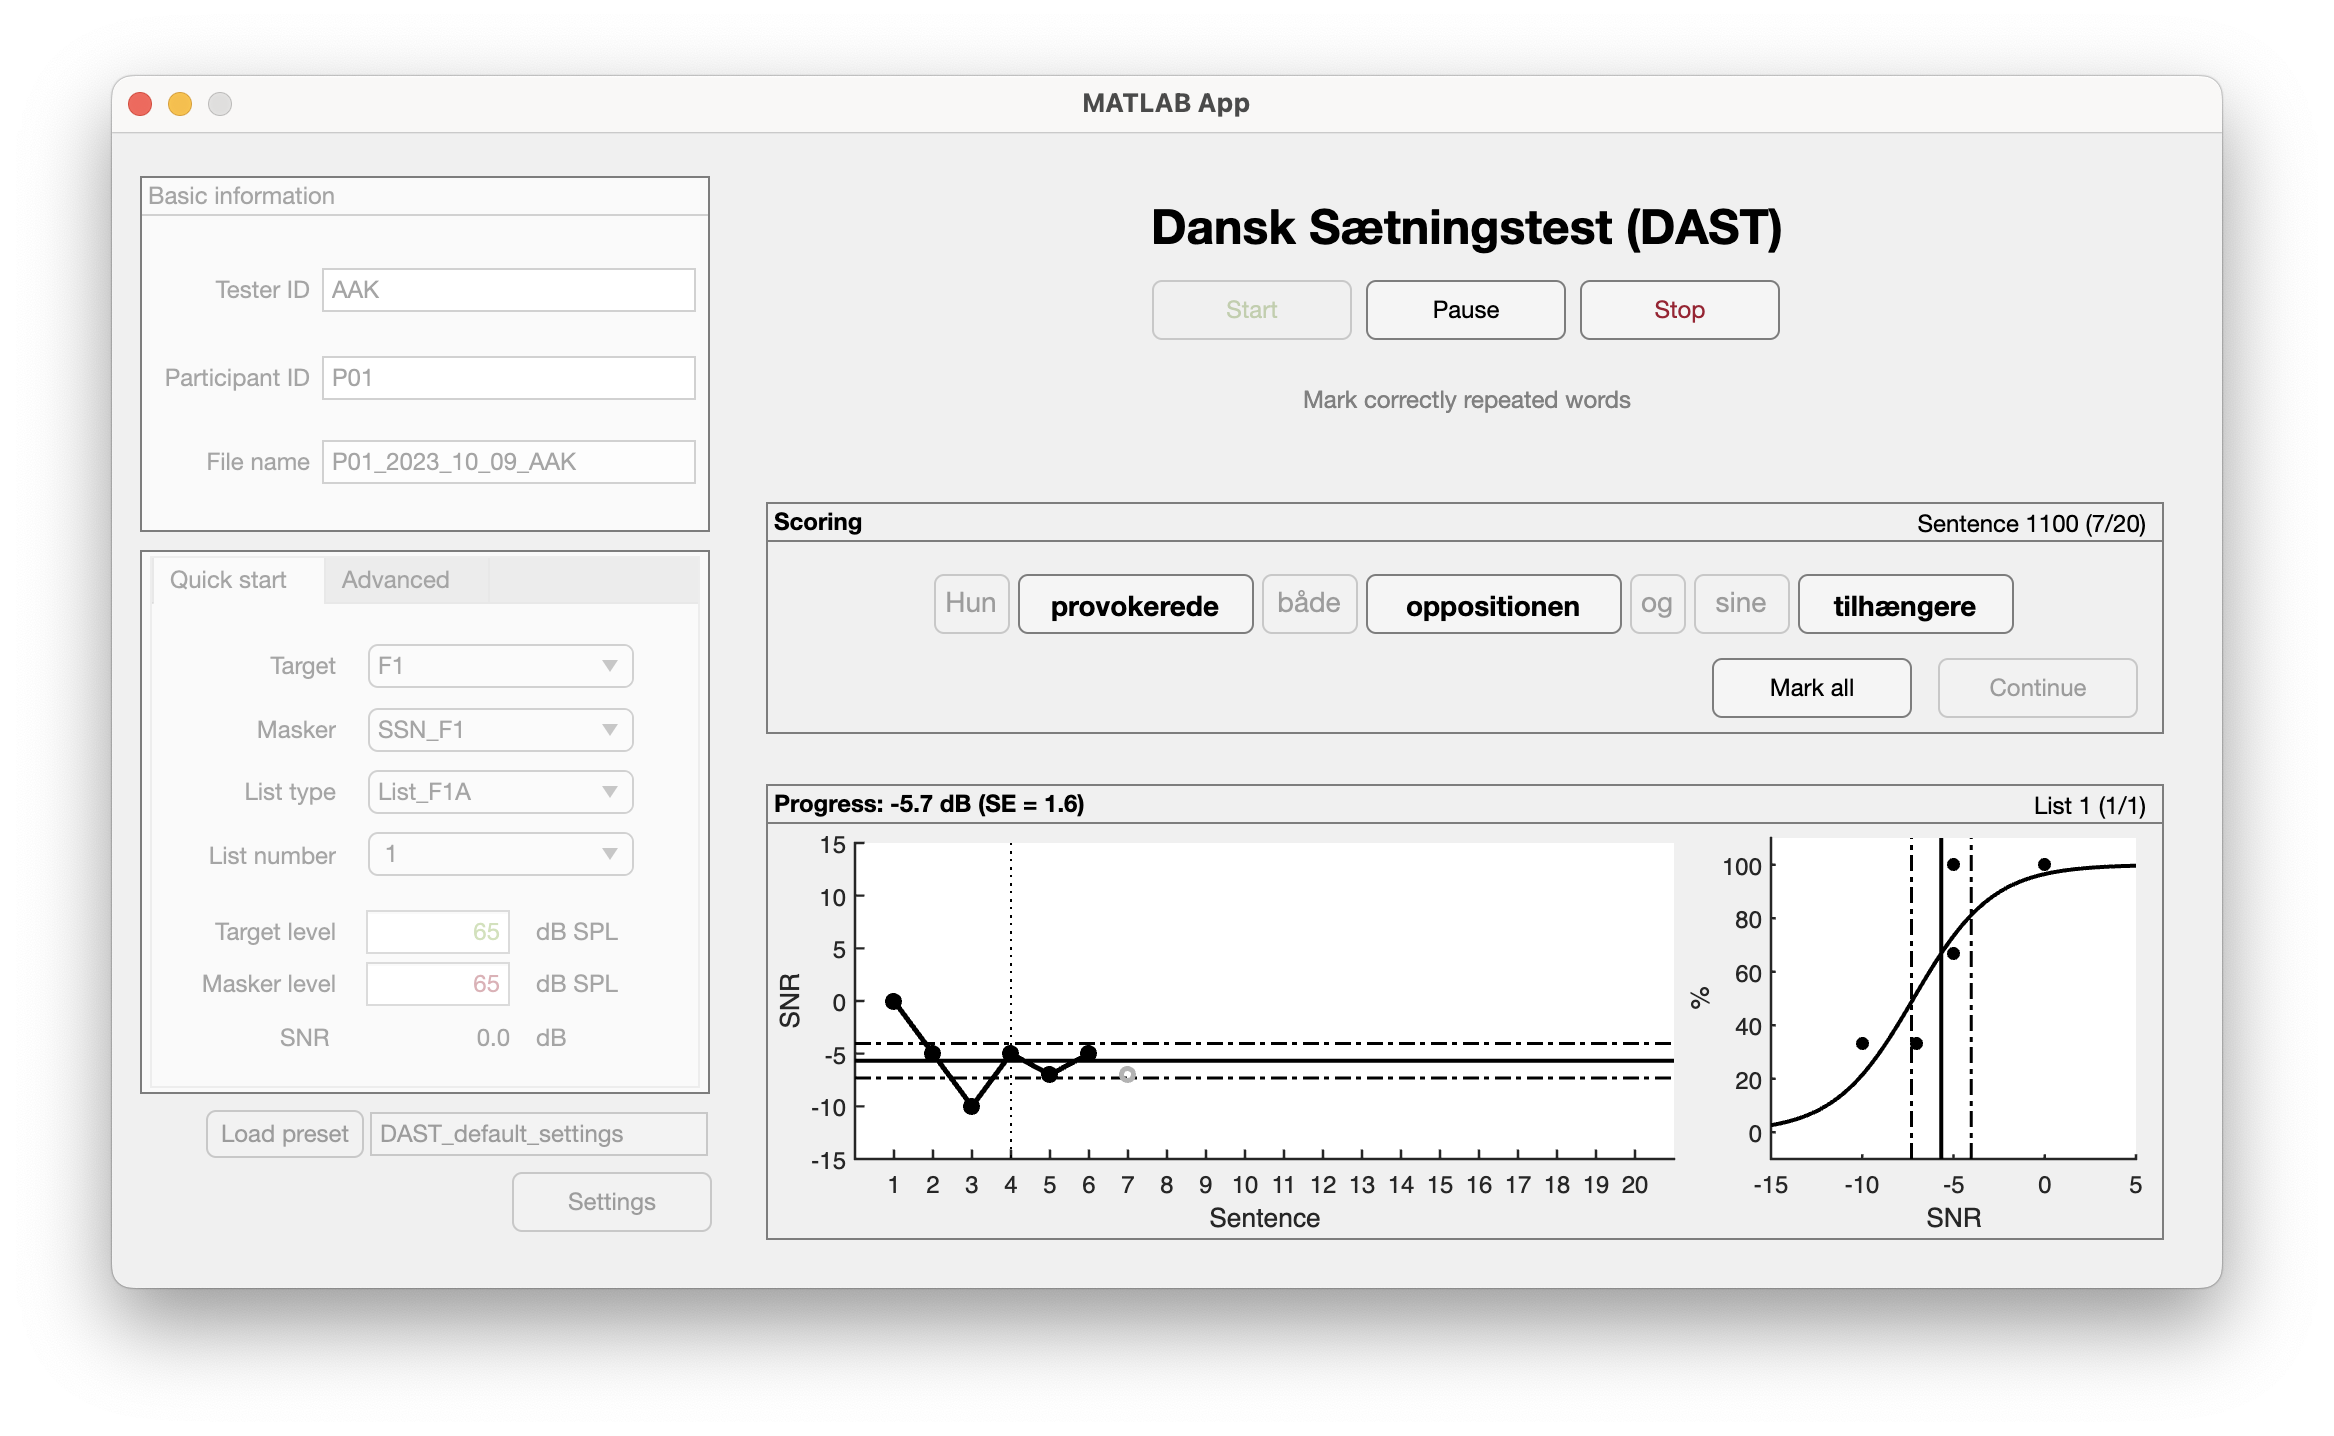 MATLAB App
Basic information
Tester ID AAK
Participant ID P01
File name P01_2023_10_09_AAK
Quick start Advanced
Target F1
Masker SSN_F1
List type List_F1A
List number 1
Target level 65 dB SPL
Masker level 65 dB SPL
SNR 0.0 dB
Load preset DAST_default_settings
Settings
Dansk Sætningstest (DAST)
Start Pause Stop
Mark correctly repeated words
Scoring Sentence 1100 (7/20)
Hun provokerede både oppositionen og sine tilhængere
Mark all Continue
Progress: -5.7 dB (SE = 1.6) List 1 (1/1)
15
10
5
0
-5
-10
-15
SNR
1 2 3 4 5 6 7 8 9 10 11 12 13 14 15 16 17 18 19 20
Sentence
100
80
60
40
20
0
%
-15 -10 -5 0 5
SNR